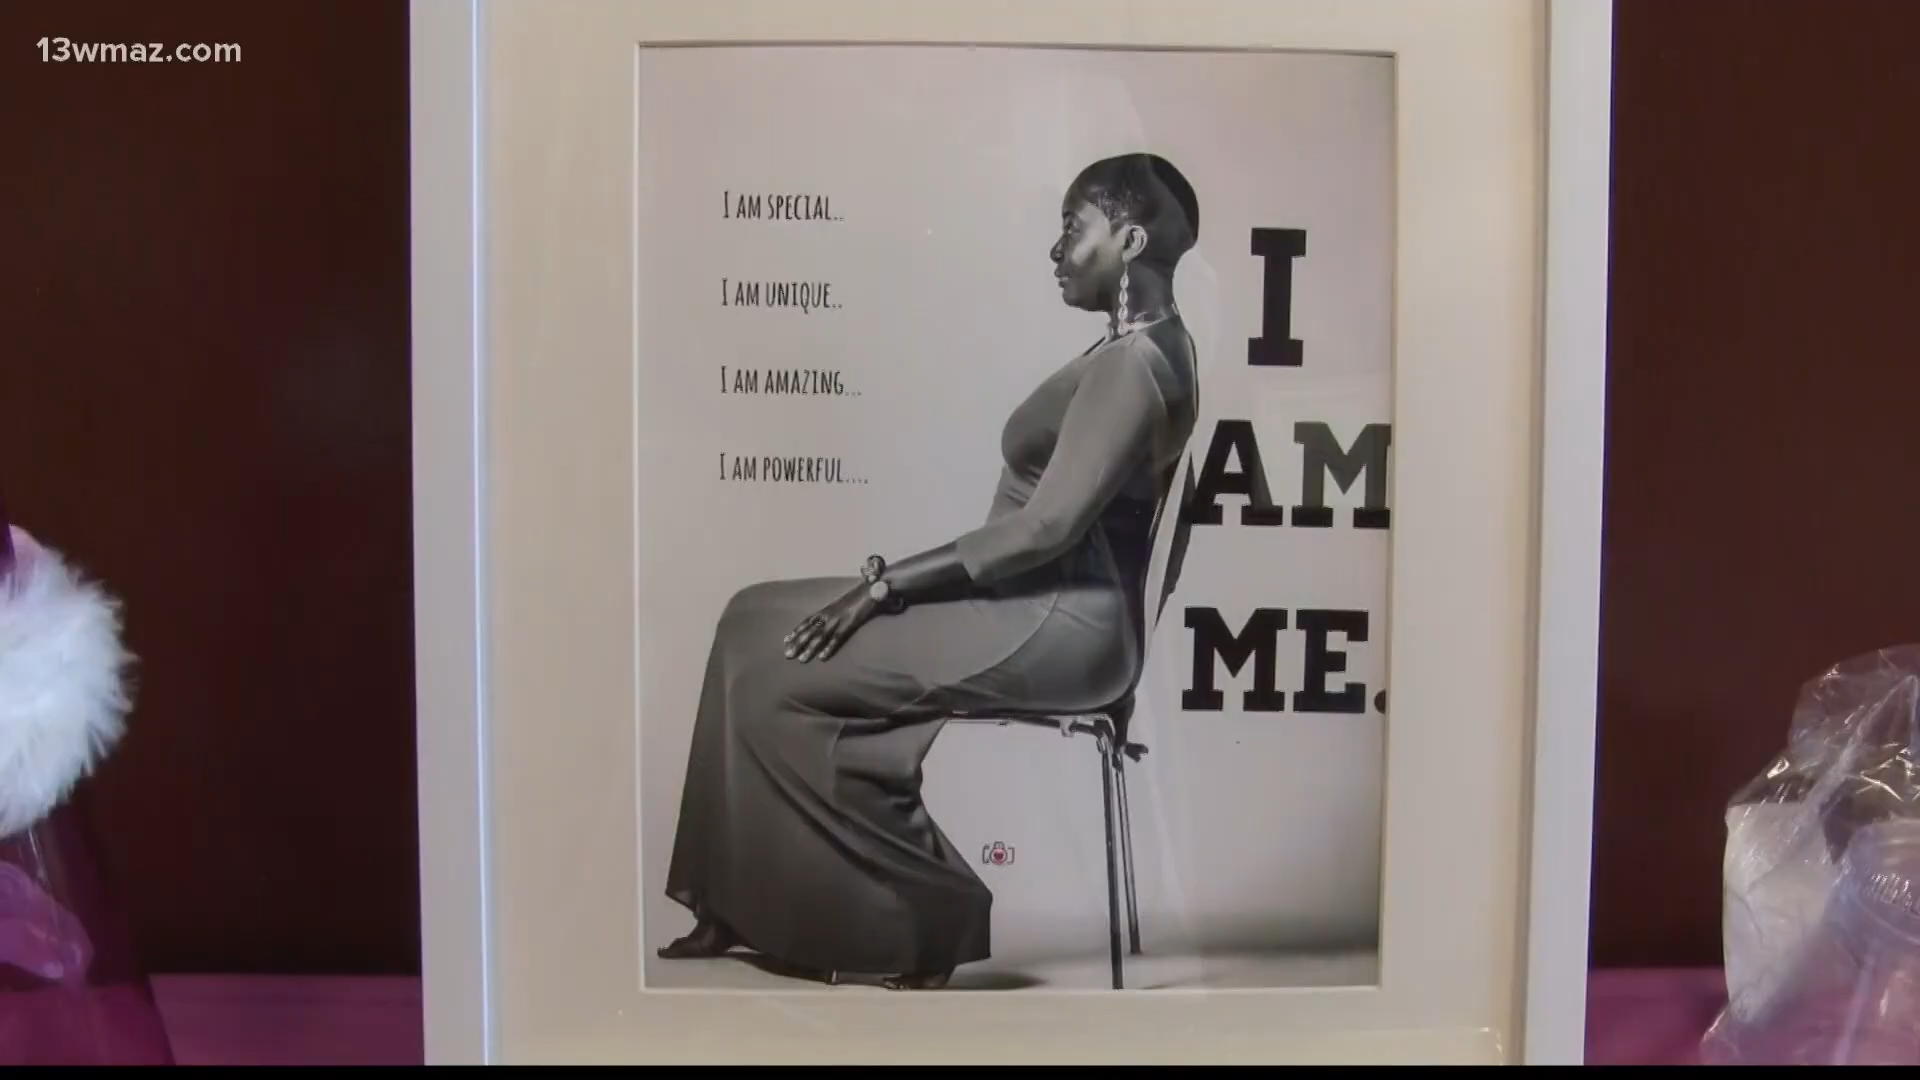 13wmaz.com
I AM SPECIAL..
I AM UNIQUE..
I AM AMAZING...
I AM POWERFUL....
I
AM
ME.